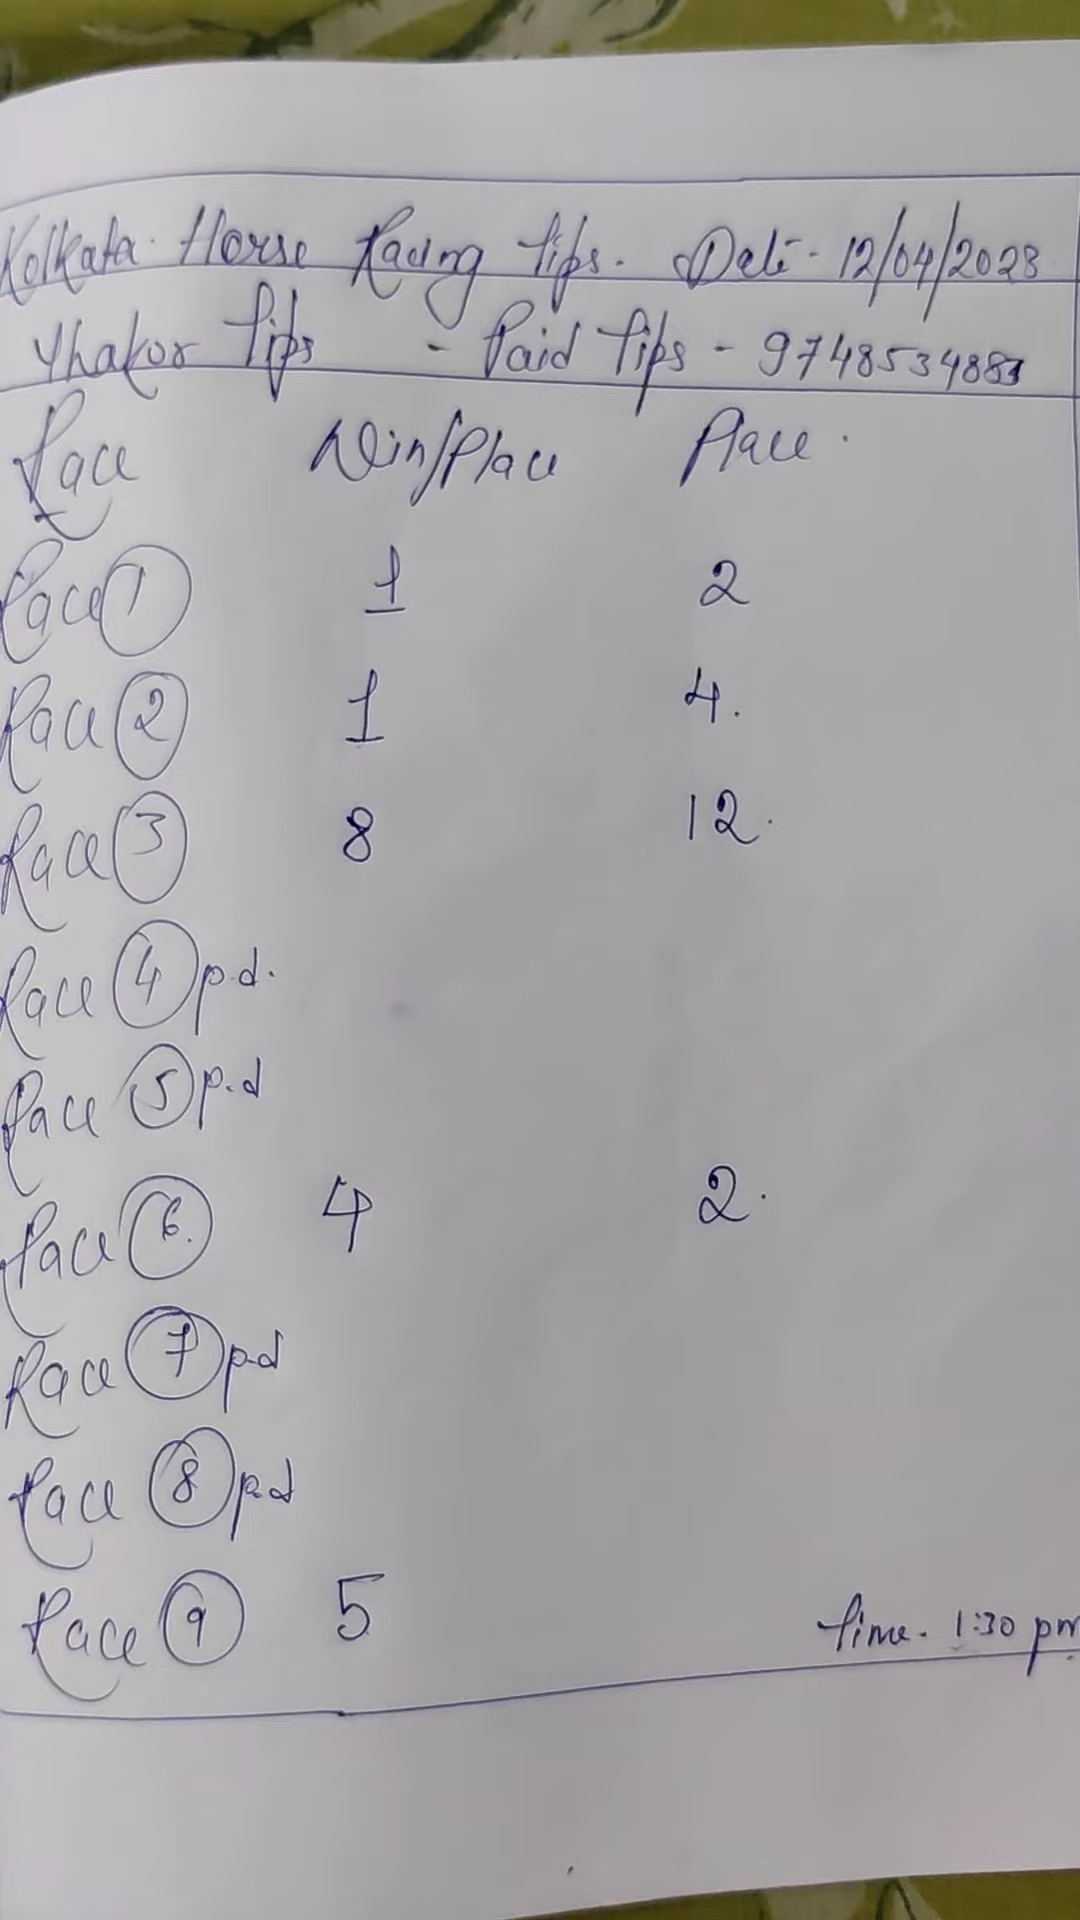 Kolkata Horse Racing Tips. Date - 12/04/2023
Thakor Tips - Paid Tips - 9748534883
Race Win/Place Place.
Race 1 1 2
Race 2 1 4.
Race 3 8 12.
Race 4 p.d.
Race 5 p.d
Race 6. 4 2.
Race 7 p.d
Race 8 p.d
Race 9 5 Time. 1:30 pm